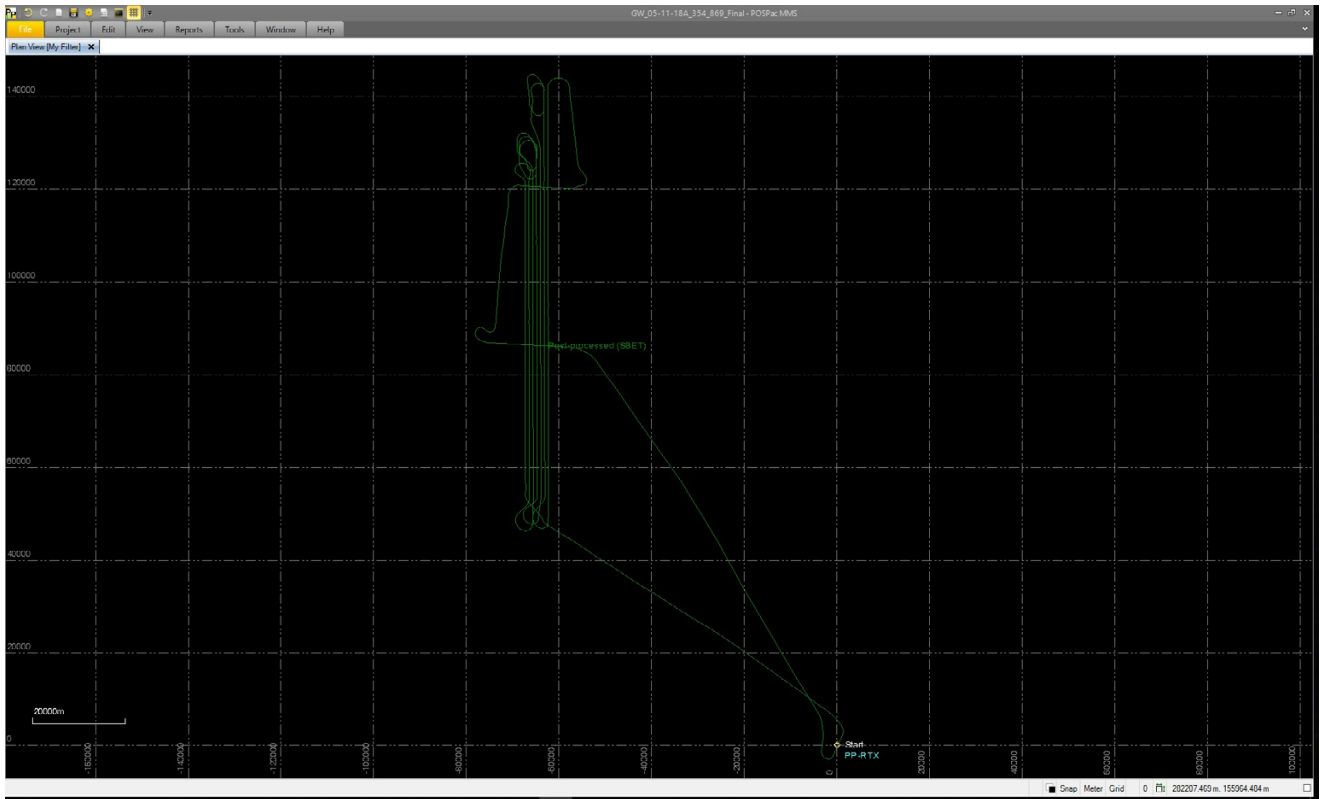 GW_05-11-18A_354_869_Final - POSPac MMS
File Project Edit View Reports Tools Window Help
Plan View [My Filter]
140000
120000
100000
Post-processed (SBET)
80000
60000
40000
20000
20000m
0
-160000 -140000 -120000 -100000 -80000 -60000 -40000 -20000 0 20000 40000 60000 80000 100000
Start
PP-RTX
Snap Meter Grid 0 282207.469 m, 155964.484 m